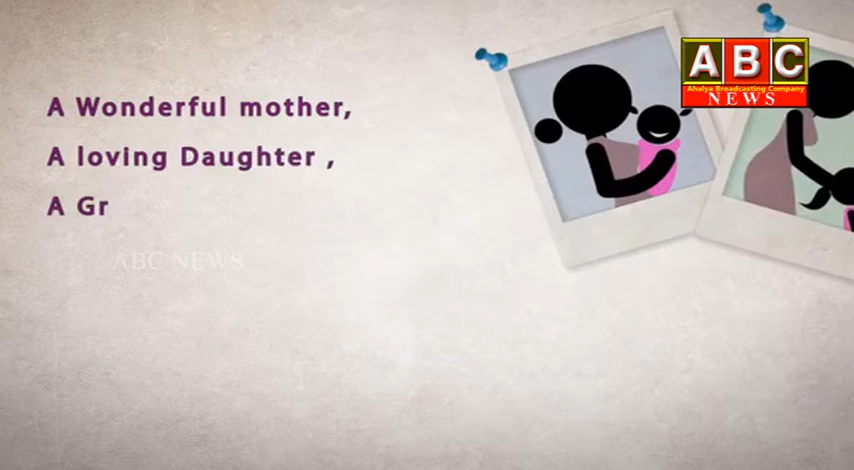 A Wonderful mother,
A loving Daughter ,
A Gr
ABC NEWS
ABC
Ahalya Broadcasting Company
NEWS